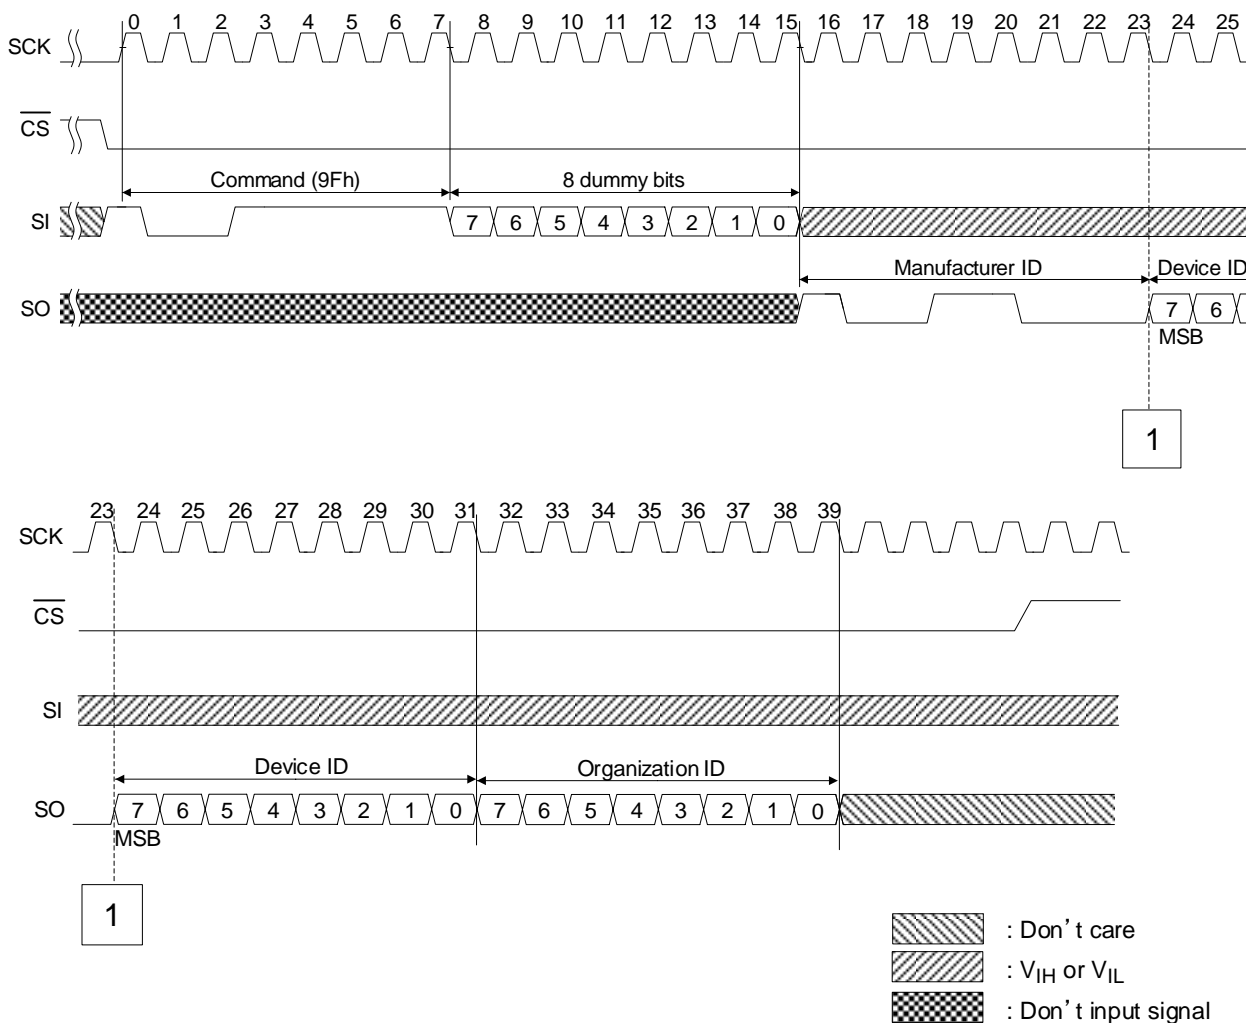 0 1 2 3 4 5 6 7 8 9 10 11 12 13 14 15 16 17 18 19 20 21 22 23 24 25
SCK
CS
Command (9Fh) 8 dummy bits
SI 7 6 5 4 3 2 1 0
Manufacturer ID Device ID
SO 7 6
MSB
1
23 24 25 26 27 28 29 30 31 32 33 34 35 36 37 38 39
SCK
CS
SI
Device ID Organization ID
SO 7 6 5 4 3 2 1 0 7 6 5 4 3 2 1 0
MSB
1
: Don't care
: VIH or VIL
: Don't input signal